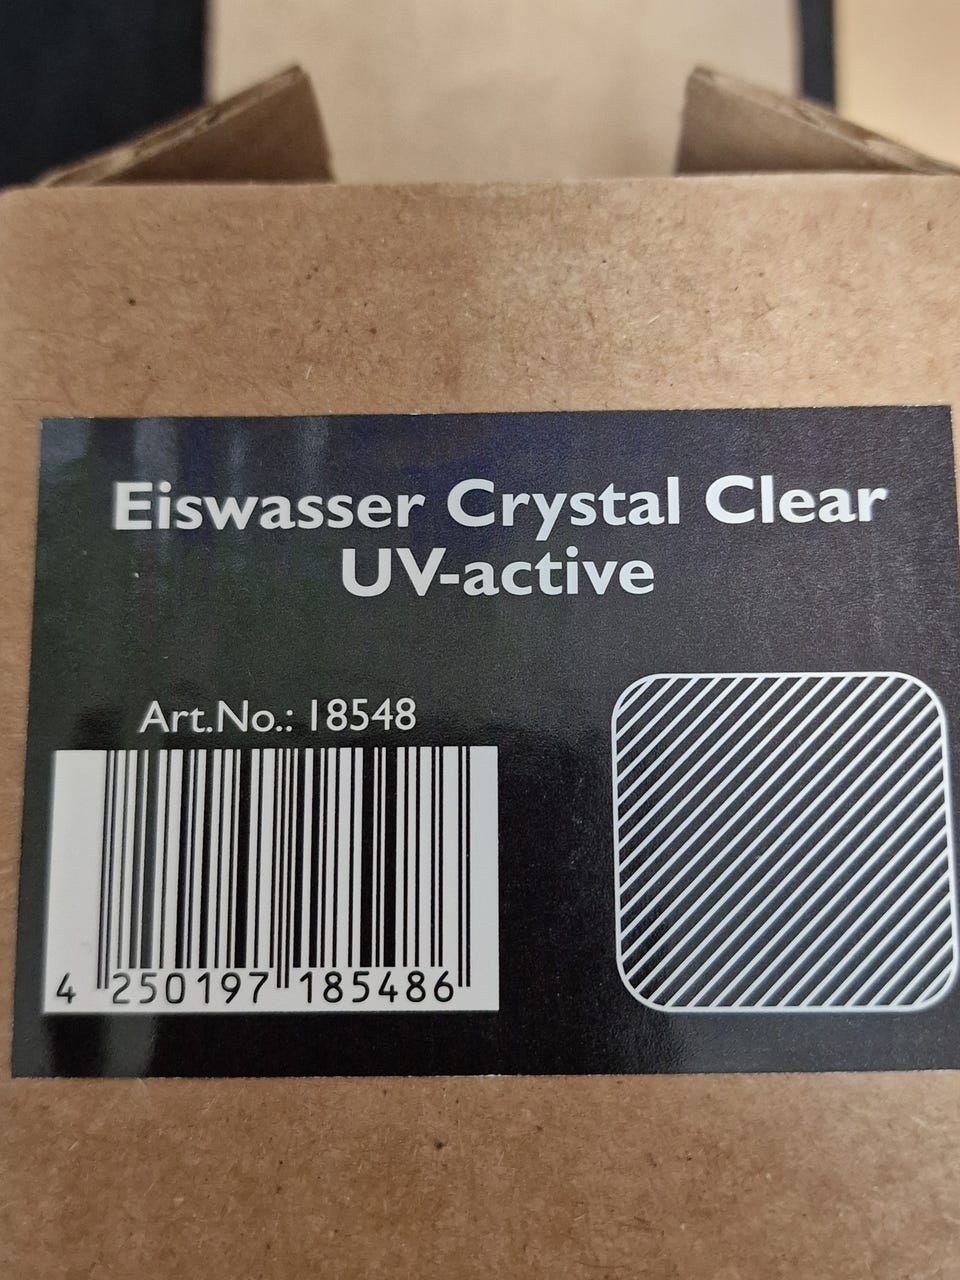 Eiswasser Crystal Clear
UV-active
Art.No.: 18548
4 250197 185486